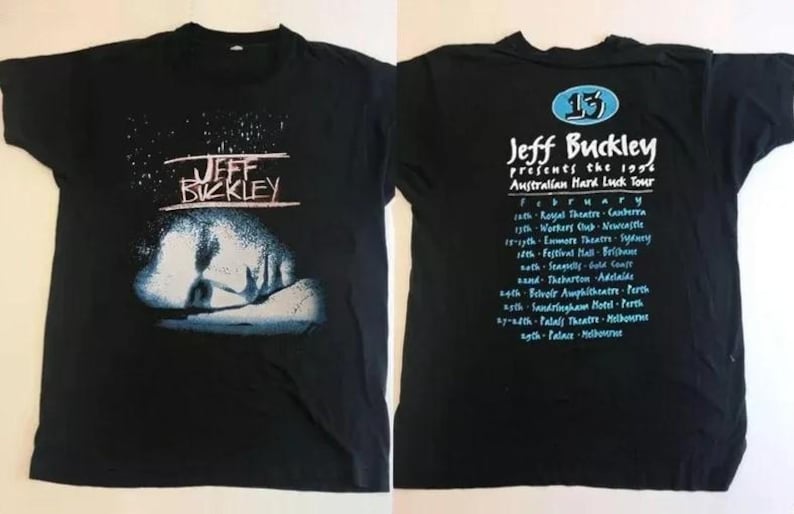 JEFF
BUCKLEY
13
Jeff Buckley
presents the 1996
Australian Hard Luck Tour
February
12th · Royal Theatre · Canberra
13th · Workers Club · Newcastle
15-17th · Enmore Theatre · Sydney
18th · Festival Hall · Brisbane
20th · Seagulls · Gold Coast
22nd · Thebarton · Adelaide
24th · Belvoir Amphitheatre · Perth
25th · Sandringham Hotel · Perth
27-28th · Palais Theatre · Melbourne
29th · Palace · Melbourne